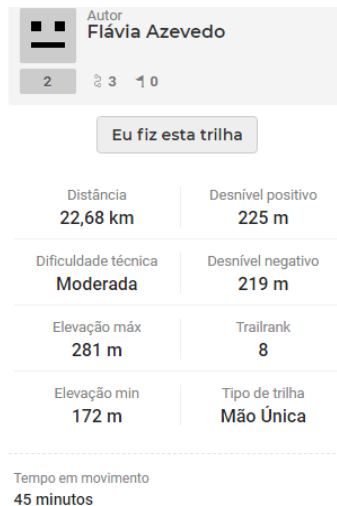 Autor
Flávia Azevedo
2 3 0
Eu fiz esta trilha
Distância Desnível positivo
22,68 km 225 m
Dificuldade técnica Desnível negativo
Moderada 219 m
Elevação máx Trailrank
281 m 8
Elevação min Tipo de trilha
172 m Mão Única
Tempo em movimento
45 minutos